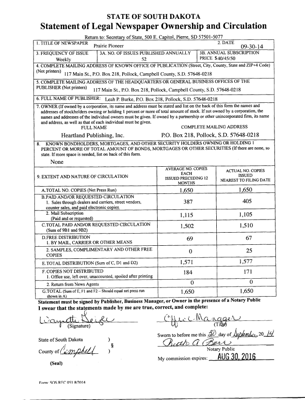 STATE OF SOUTH DAKOTA
Statement of Legal Newspaper Ownership and Circulation
Return to: Secretary of State, 500 E. Capitol, Pierre, SD 57501-5077
1. TITLE OF NEWSPAPER
Prairie Pioneer
2. DATE
09-30-14
3. FREQUENCY OF ISSUE
Weekly
3A. NO. OF ISSUES PUBLISHED ANNUALLY
52
3B. ANNUAL SUBSCRIPTION
PRICE
4. COMPLETE MAILING ADDRESS OF KNOWN OFFICE OF PUBLICATION (Street, City, County, State and ZIP+4 Code)
(Not printers)
117 Main St., P.O. Box 218, Pollock, Campbell County, S.D. 57648-0218
5. COMPLETE MAILING ADDRESS OF THE HEADQUARTERS OR GENERAL BUSINESS OFFICES OF THE
PUBLISHER (Not printer)
117 Main St., P.O. Box 218, Pollock, Campbell County, S.D. 57648-0218
6. FULL NAME OF PUBLISHER:
Leah P. Burke, P.O. Box 218, Pollock, S.D. 57648-0218
7. OWNER (If owned by a corporation, its name and address must be stated and listed on the back of this form the names and
addresses of stockholders owning or holding 1 percent or more of total amount of stock. If not owned by a corporation, the
names and addresses of the individual owners must be given. If owned by a partnership or other unincorporated firm, its name
and address, as well as that of each individual must be given.
FULL NAME
COMPLETE MAILING ADDRESS
Heartland Publishing, Inc.
P.O. Box 218, Pollock, S.D. 57648-0218
8. KNOWN BONDHOLDERS, MORTGAGES, AND OTHER SECURITY HOLDERS OWNING OR HOLDING 1
PERCENT OR MORE OF TOTAL AMOUNT OF BONDS, MORTGAGES OR OTHER SECURITIES (If there are none, so
state. If more space is needed, list on back of this form.
None
9. EXTENT AND NATURE OF CIRCULATION
AVERAGE NO. COPIES
EACH
ISSUED PRECEDING 12
MONTHS
ACTUAL NO. COPIES
ISSUED
NEAREST TO FILING DATE
A. TOTAL NO. COPIES (Net Press Run)
1,650
1,650
B. PAID AND/OR REQUESTED CIRCULATION
1. Sales through dealers and carriers, street vendors,
counter sales, and paid electronic copies.
387
405
2. Mail Subscription
(Paid and or requested)
1,115
1,105
C. TOTAL PAID AND/OR REQUESTED CIRCULATION
(Sum of 9B1 and 9B2)
1,502
1,510
D. FREE DISTRIBUTION
1. BY MAIL, CARRIER OR OTHER MEANS
69
67
2. SAMPLES, COMPLIMENTARY AND OTHER FREE
COPIES
0
25
E. TOTAL DISTRIBUTION (Sum of C, D1 and D2)
1,571
1,577
F. COPIES NOT DISTRIBUTED
1. Office use, left over, unaccounted, spoiled after printing
184
171
2. Return from News Agents
0
0
G. TOTAL (Sum of E, F1 and F2 - Should equal net press run
shown in A)
1,650
1,650
Statement must be signed by Publisher, Business Manager, or Owner in the presence of a Notary Public
I swear that the statements made by me are true, correct, and complete:
(Signature)
Office Manager
(Title)
State of South Dakota
§
County of Campbell
(Seal)
Sworn to before me this 30 day of September 20 14
Notary Public
My commission expires: AUG 30, 2016